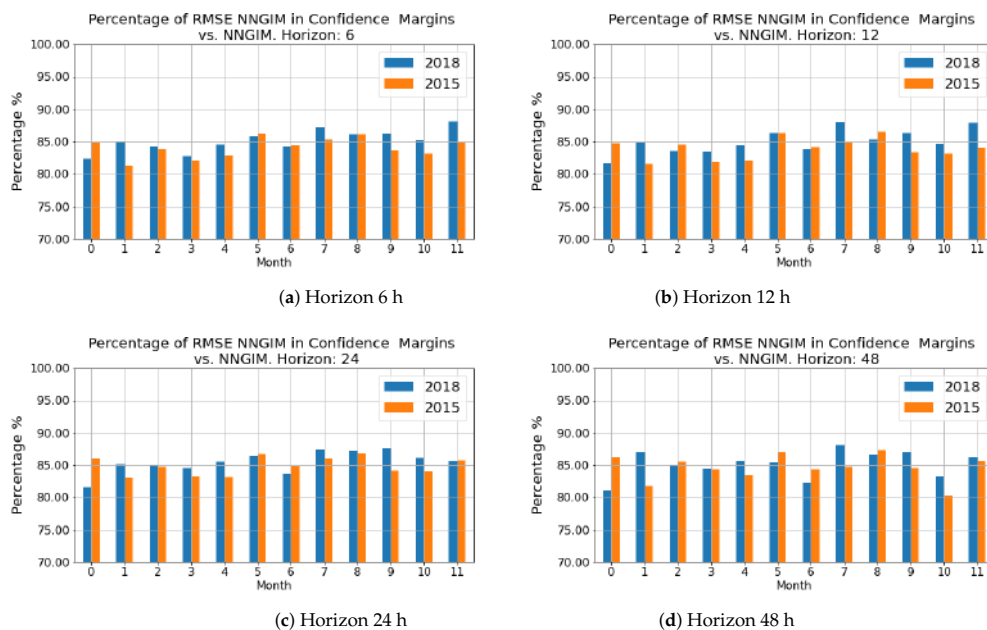 Percentage of RMSE NNGIM in Confidence Margins
vs. NNGIM. Horizon: 6
100.00
95.00
90.00
85.00
80.00
75.00
70.00
Percentage %
2018
2015
0 1 2 3 4 5 6 7 8 9 10 11
Month
(a) Horizon 6 h
Percentage of RMSE NNGIM in Confidence Margins
vs. NNGIM. Horizon: 12
100.00
95.00
90.00
85.00
80.00
75.00
70.00
Percentage %
2018
2015
0 1 2 3 4 5 6 7 8 9 10 11
Month
(b) Horizon 12 h
Percentage of RMSE NNGIM in Confidence Margins
vs. NNGIM. Horizon: 24
100.00
95.00
90.00
85.00
80.00
75.00
70.00
Percentage %
2018
2015
0 1 2 3 4 5 6 7 8 9 10 11
Month
(c) Horizon 24 h
Percentage of RMSE NNGIM in Confidence Margins
vs. NNGIM. Horizon: 48
100.00
95.00
90.00
85.00
80.00
75.00
70.00
Percentage %
2018
2015
0 1 2 3 4 5 6 7 8 9 10 11
Month
(d) Horizon 48 h